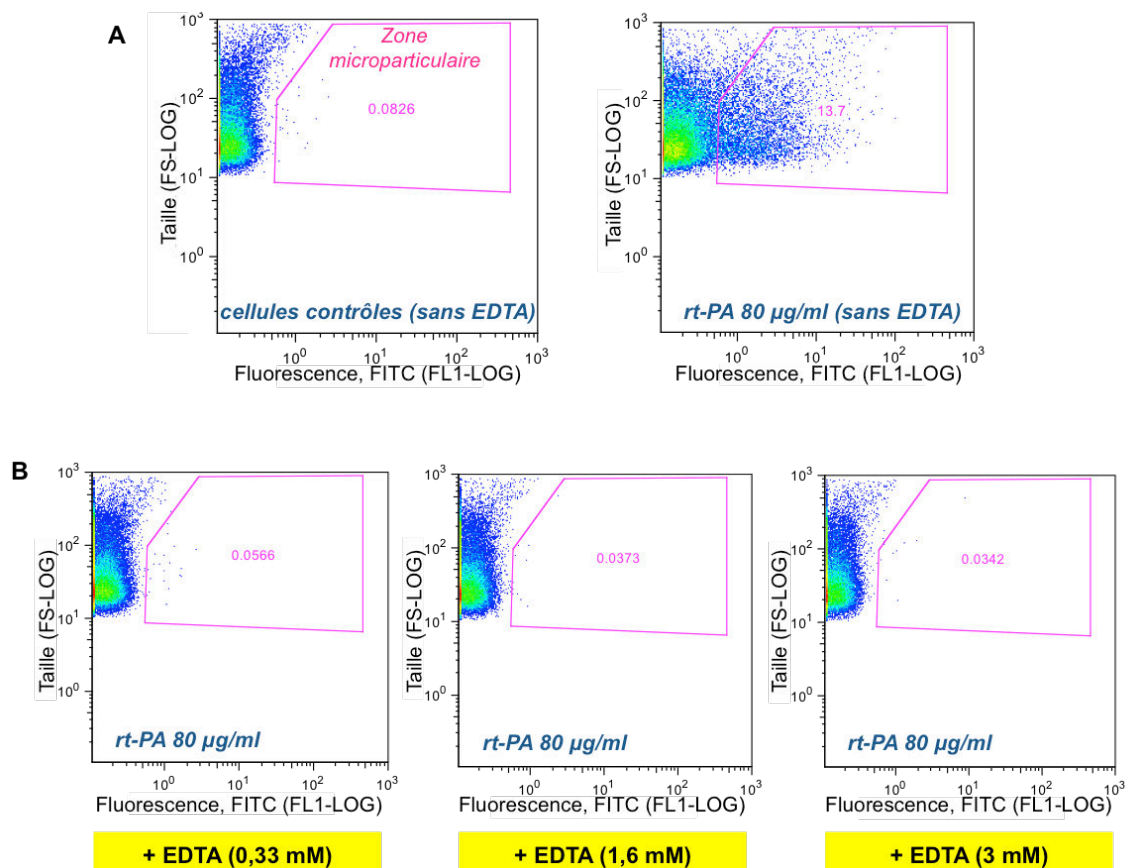 A
10³
10²
10¹
10⁰
Taille (FS-LOG)
Zone
microparticulaire
0.0826
cellules contrôles (sans EDTA)
10⁰ 10¹ 10² 10³
Fluorescence, FITC (FL1-LOG)
10³
10²
10¹
10⁰
Taille (FS-LOG)
13.7
rt-PA 80 µg/ml (sans EDTA)
10⁰ 10¹ 10² 10³
Fluorescence, FITC (FL1-LOG)
B
10³
10²
10¹
10⁰
Taille (FS-LOG)
0.0566
rt-PA 80 µg/ml
10⁰ 10¹ 10² 10³
Fluorescence, FITC (FL1-LOG)
+ EDTA (0,33 mM)
10³
10²
10¹
10⁰
Taille (FS-LOG)
0.0373
rt-PA 80 µg/ml
10⁰ 10¹ 10² 10³
Fluorescence, FITC (FL1-LOG)
+ EDTA (1,6 mM)
10³
10²
10¹
10⁰
Taille (FS-LOG)
0.0342
rt-PA 80 µg/ml
10⁰ 10¹ 10² 10³
Fluorescence, FITC (FL1-LOG)
+ EDTA (3 mM)